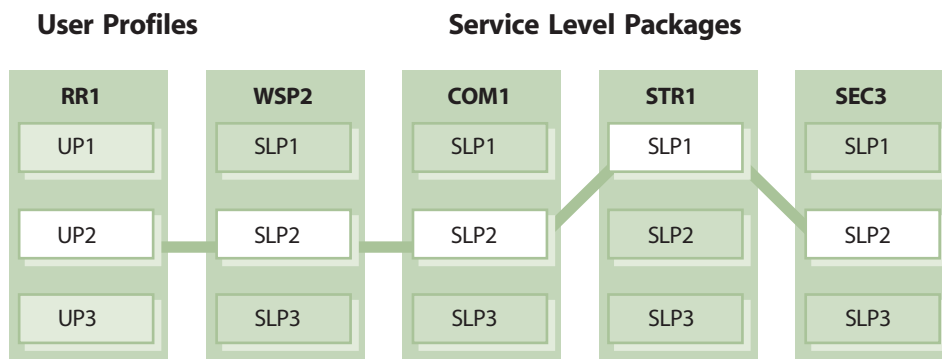 User Profiles Service Level Packages
RR1 WSP2 COM1 STR1 SEC3
UP1 SLP1 SLP1 SLP1 SLP1
UP2 SLP2 SLP2 SLP2 SLP2
UP3 SLP3 SLP3 SLP3 SLP3